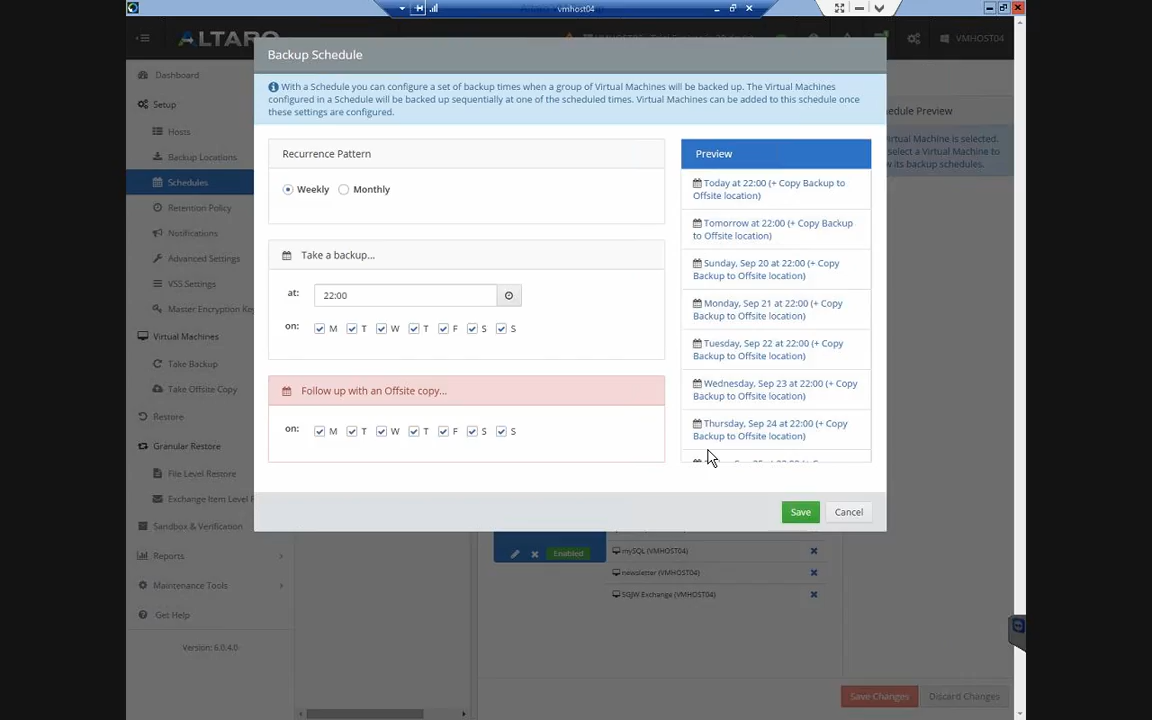 vmhost04
ALTARO
VMHOST04
Backup Schedule
With a Schedule you can configure a set of backup times when a group of Virtual Machines will be backed up. The Virtual Machines
configured in a Schedule will be backed up sequentially at one of the scheduled times. Virtual Machines can be added to this schedule once
these settings are configured.
Dashboard
Setup
Hosts
Backup Locations
Schedules
Retention Policy
Notifications
Advanced Settings
VSS Settings
Master Encryption Key
Virtual Machines
Take Backup
Take Offsite Copy
Restore
Granular Restore
File Level Restore
Exchange Item Level
Sandbox & Verification
Reports
Maintenance Tools
Get Help
Version: 6.0.4.0
Recurrence Pattern
Weekly Monthly
Take a backup...
at: 22:00
on: M T W T F S S
Follow up with an Offsite copy...
on: M T W T F S S
Preview
Today at 22:00 (+ Copy Backup to
Offsite location)
Tomorrow at 22:00 (+ Copy Backup
to Offsite location)
Sunday, Sep 20 at 22:00 (+ Copy
Backup to Offsite location)
Monday, Sep 21 at 22:00 (+ Copy
Backup to Offsite location)
Tuesday, Sep 22 at 22:00 (+ Copy
Backup to Offsite location)
Wednesday, Sep 23 at 22:00 (+ Copy
Backup to Offsite location)
Thursday, Sep 24 at 22:00 (+ Copy
Backup to Offsite location)
Save Cancel
edule Preview
irtual Machine is selected.
select a Virtual Machine to
w its backup schedules.
Enabled
mySQL (VMHOST04)
newsletter (VMHOST04)
SGJW Exchange (VMHOST04)
Save Changes Discard Changes